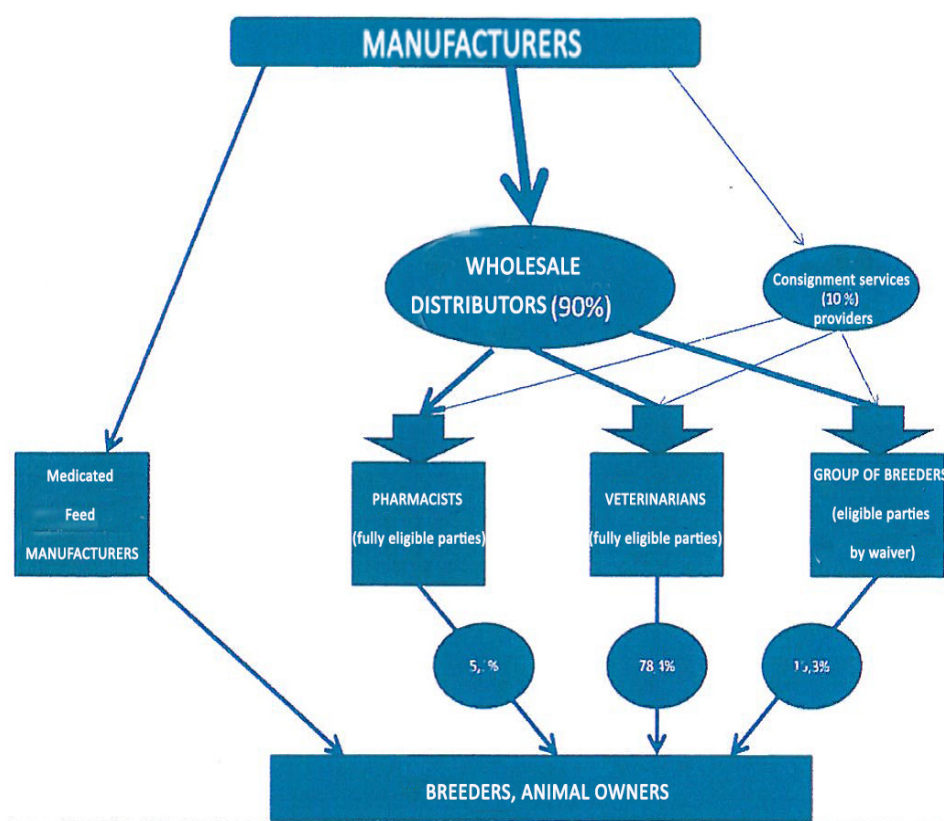 MANUFACTURERS
WHOLESALE
DISTRIBUTORS (90%)
Consignment services
(10 %)
providers
Medicated
Feed
MANUFACTURERS
PHARMACISTS
(fully eligible parties)
VETERINARIANS
(fully eligible parties)
GROUP OF BREEDERS
(eligible parties
by waiver)
78,4%
BREEDERS, ANIMAL OWNERS